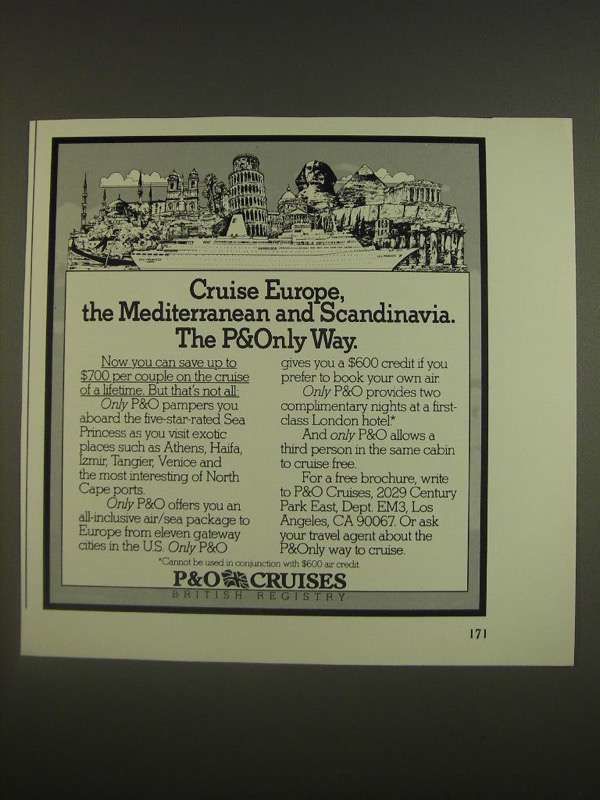 Cruise Europe,
the Mediterranean and Scandinavia.
The P&Only Way.
Now you can save up to
$700 per couple on the cruise
of a lifetime. But that's not all.
Only P&O pampers you
aboard the five-star-rated Sea
Princess as you visit exotic
places such as Athens, Haifa,
Izmir, Tangier, Venice and
the most interesting of North
Cape ports.
Only P&O offers you an
all-inclusive air/sea package to
Europe from eleven gateway
cities in the U.S. Only P&O
gives you a $600 credit if you
prefer to book your own air.
Only P&O provides two
complimentary nights at a first-
class London hotel*
And only P&O allows a
third person in the same cabin
to cruise free.
For a free brochure, write
to P&O Cruises, 2029 Century
Park East, Dept. EM3, Los
Angeles, CA 90067. Or ask
your travel agent about the
P&Only way to cruise.
*Cannot be used in conjunction with $600 air credit.
P&O CRUISES
BRITISH REGISTRY
171